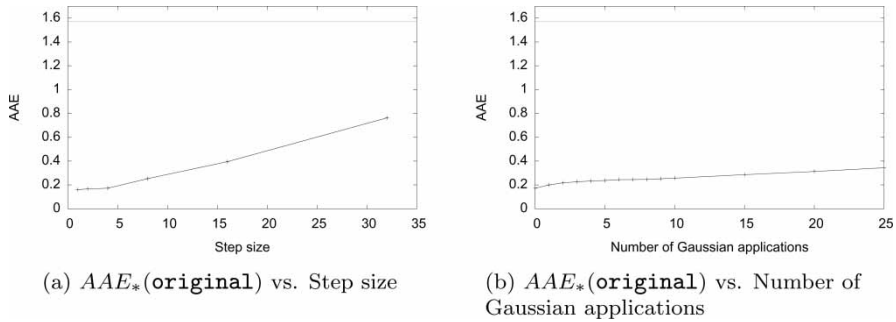 1.6
1.4
1.2
1
0.8
0.6
0.4
0.2
0
AAE
0 5 10 15 20 25 30 35
Step size
(a) AAE*(original) vs. Step size
1.6
1.4
1.2
1
0.8
0.6
0.4
0.2
0
AAE
0 5 10 15 20 25
Number of Gaussian applications
(b) AAE*(original) vs. Number of
Gaussian applications